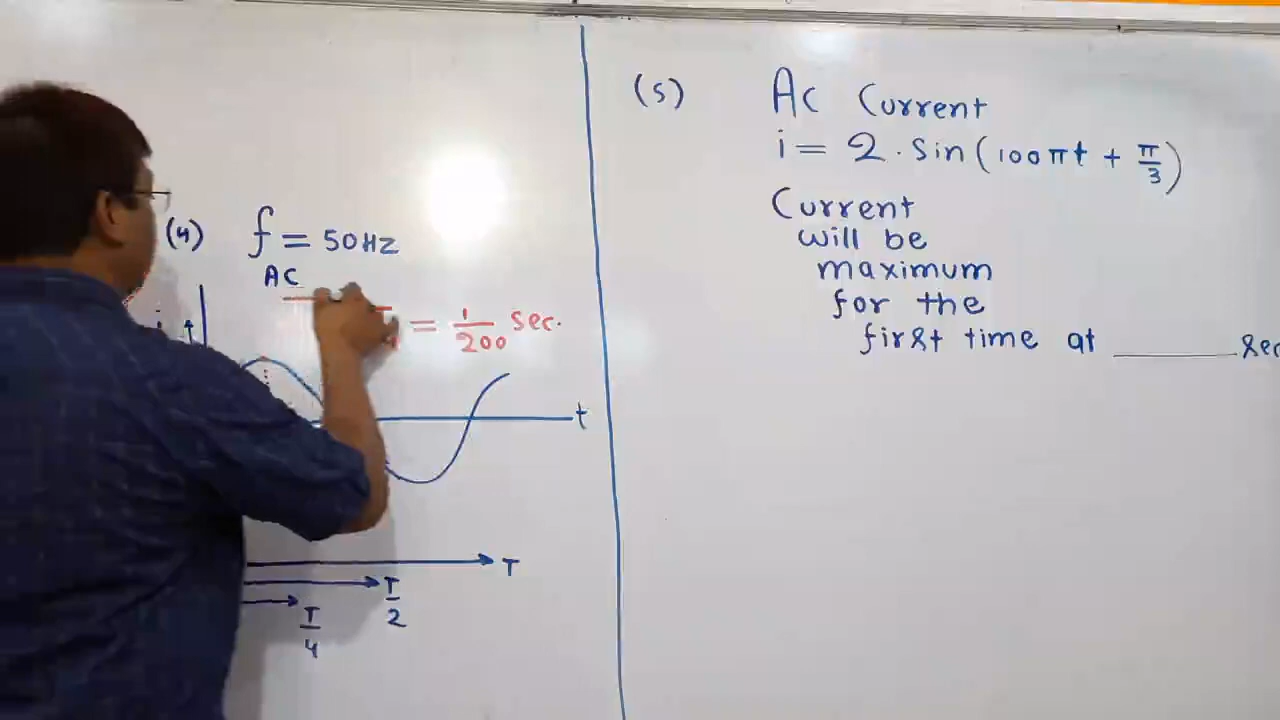 (4) f = 50HZ
AC
i
= 1/200 sec.
t
T
T/2
T/4
(5) AC Current
i = 2 . sin (100πt + π/3)
Current
will be
maximum
for the
first time at ______ sec